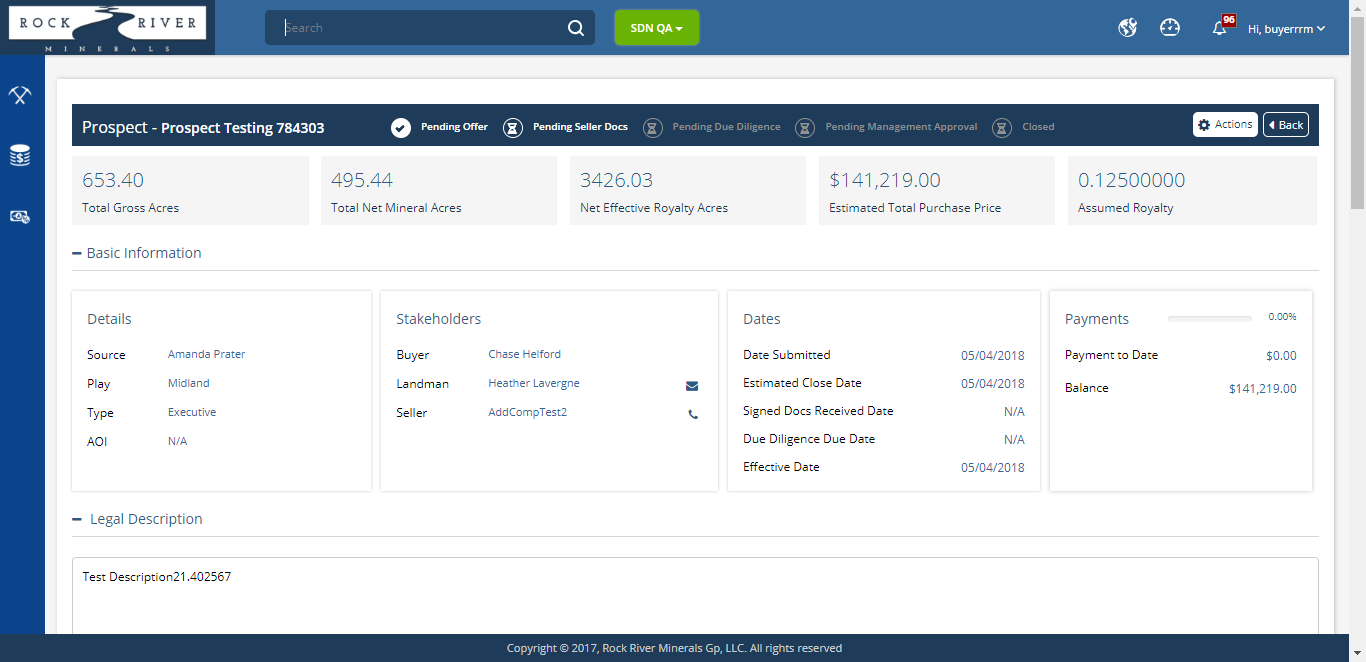 ROCK RIVER
MINERALS
Search
SDN QA
96
Hi, buyerrrm
Prospect - Prospect Testing 784303
Pending Offer
Pending Seller Docs
Pending Due Diligence
Pending Management Approval
Closed
Actions
Back
653.40
Total Gross Acres
495.44
Total Net Mineral Acres
3426.03
Net Effective Royalty Acres
$141,219.00
Estimated Total Purchase Price
0.12500000
Assumed Royalty
Basic Information
Details
Source Amanda Prater
Play Midland
Type Executive
AOI N/A
Stakeholders
Buyer Chase Helford
Landman Heather Lavergne
Seller AddCompTest2
Dates
Date Submitted 05/04/2018
Estimated Close Date 05/04/2018
Signed Docs Received Date N/A
Due Diligence Due Date N/A
Effective Date 05/04/2018
Payments 0.00%
Payment to Date $0.00
Balance $141,219.00
Legal Description
Test Description21.402567
Copyright © 2017, Rock River Minerals Gp, LLC. All rights reserved